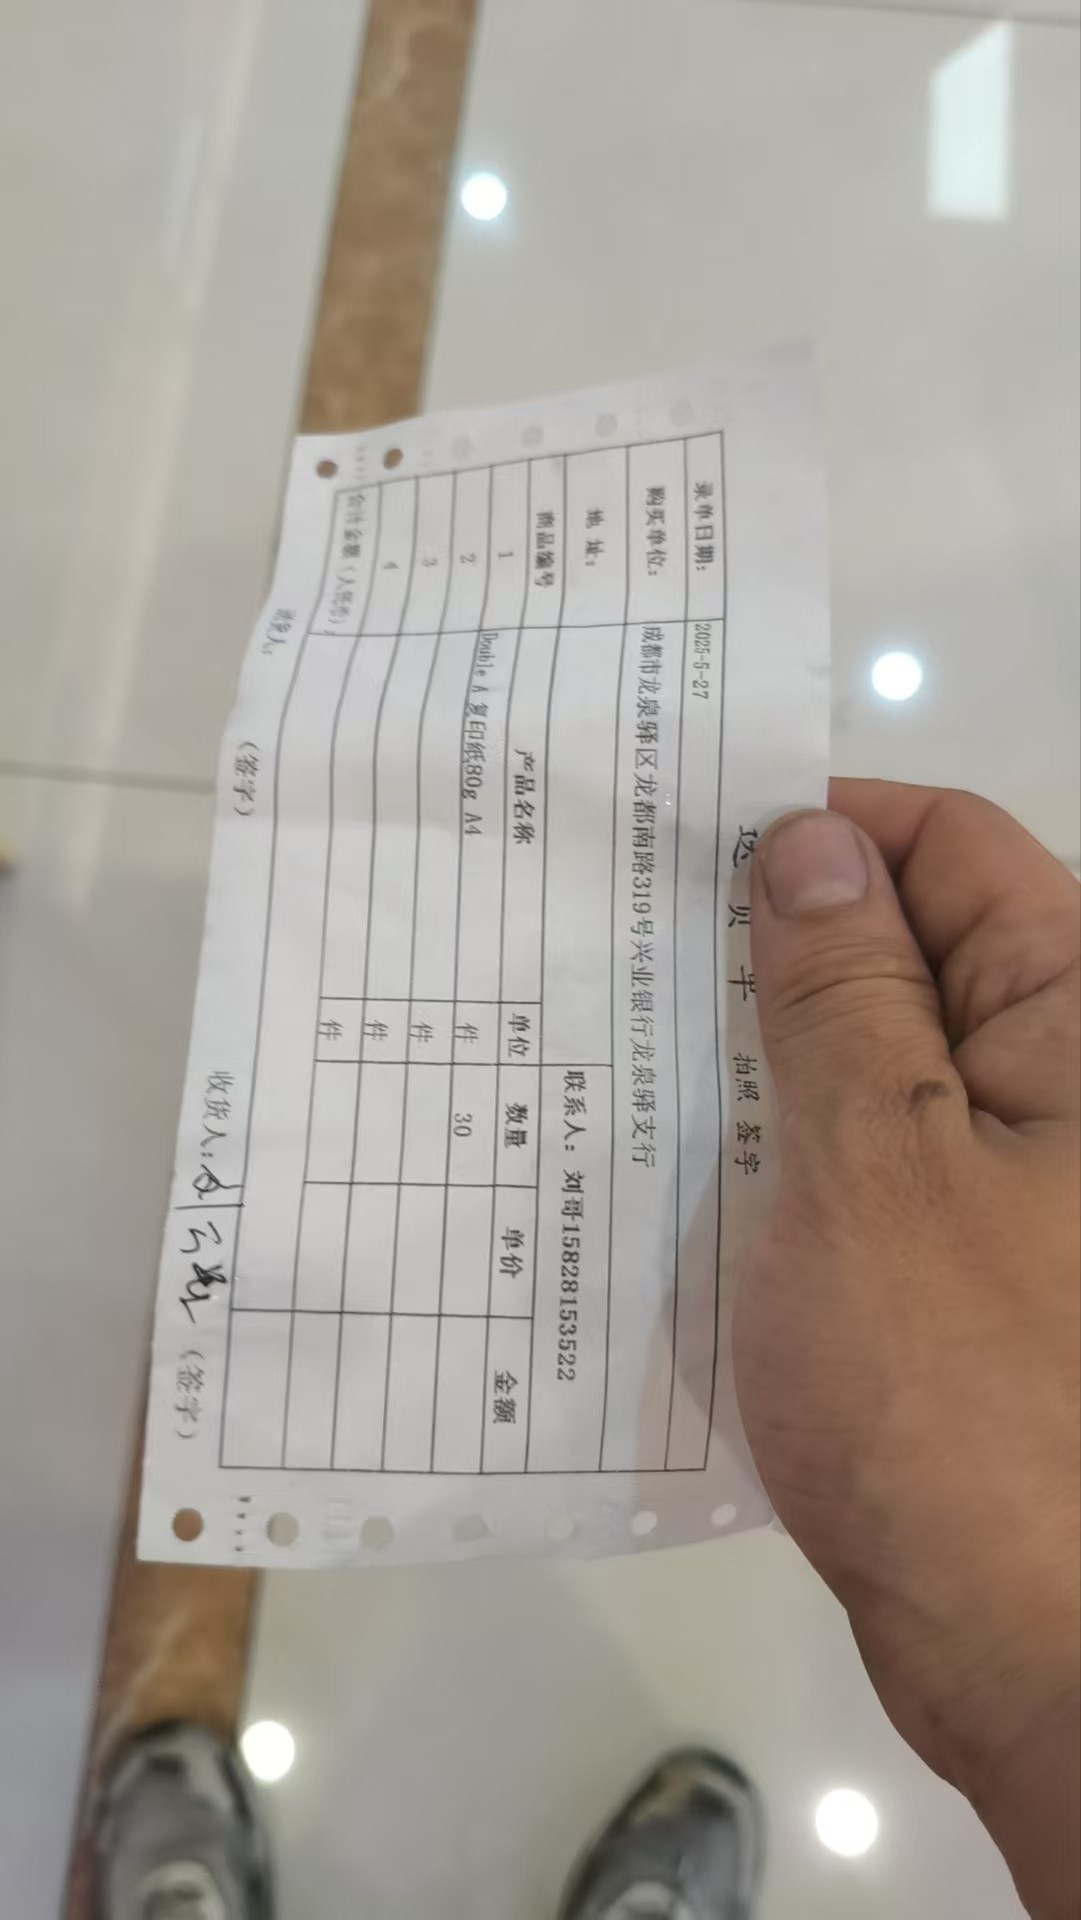 拍照 签字
录单日期: 2025-5-27
购买单位: 成都市龙泉驿区龙都南路319号兴业银行龙泉驿支行
地 址: 联系人: 刘哥15828153522
商品编号 产品名称 单位 数量 单价 金额
1 Double A 复印纸80g A4 件 30
2 件
3 件
4 件
合计金额(人民币):
送货人: (签字) 收货人: (签字)